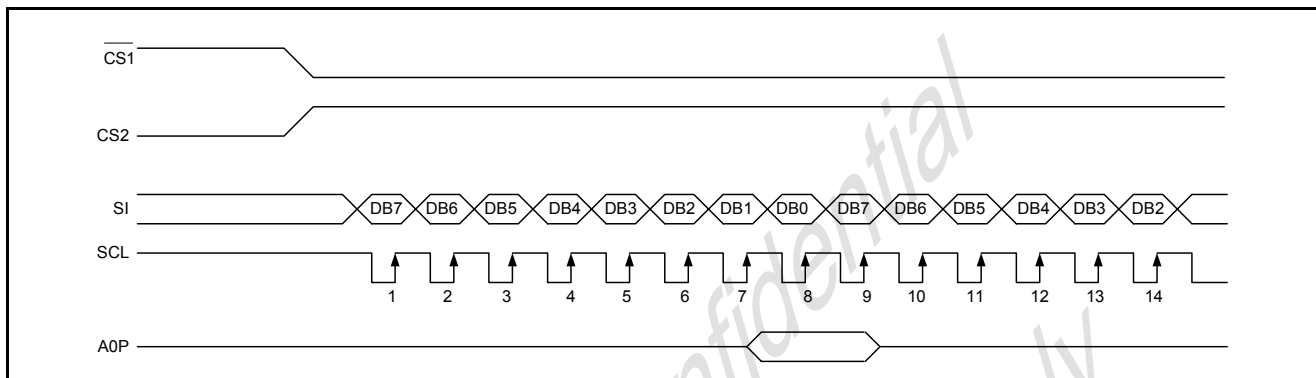 CS1
CS2
SI DB7 DB6 DB5 DB4 DB3 DB2 DB1 DB0 DB7 DB6 DB5 DB4 DB3 DB2
SCL
1 2 3 4 5 6 7 8 9 10 11 12 13 14
A0P